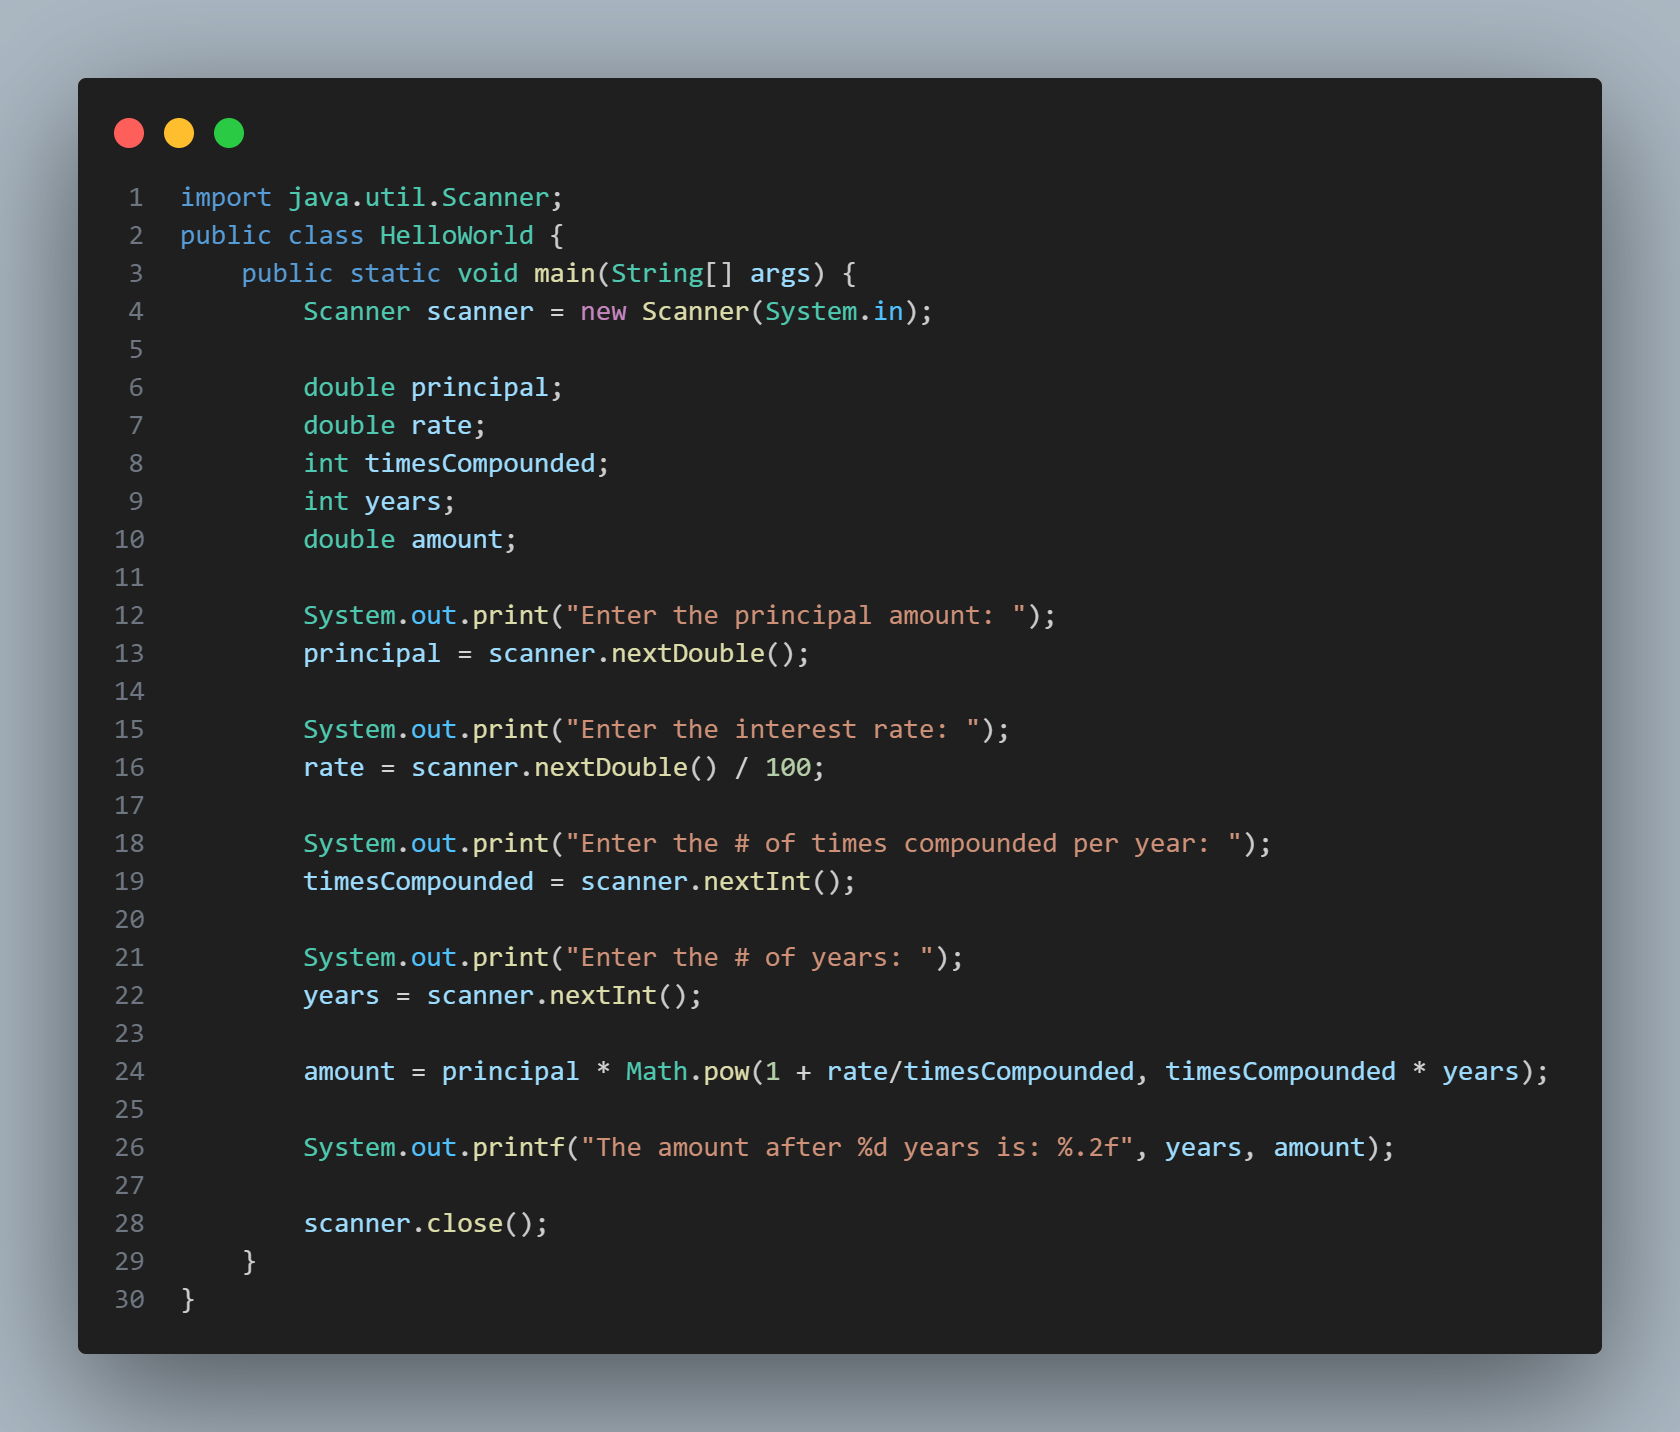 1 import java.util.Scanner;
2 public class HelloWorld {
3     public static void main(String[] args) {
4         Scanner scanner = new Scanner(System.in);
5
6         double principal;
7         double rate;
8         int timesCompounded;
9         int years;
10         double amount;
11
12         System.out.print("Enter the principal amount: ");
13         principal = scanner.nextDouble();
14
15         System.out.print("Enter the interest rate: ");
16         rate = scanner.nextDouble() / 100;
17
18         System.out.print("Enter the # of times compounded per year: ");
19         timesCompounded = scanner.nextInt();
20
21         System.out.print("Enter the # of years: ");
22         years = scanner.nextInt();
23
24         amount = principal * Math.pow(1 + rate/timesCompounded, timesCompounded * years);
25
26         System.out.printf("The amount after %d years is: %.2f", years, amount);
27
28         scanner.close();
29     }
30 }